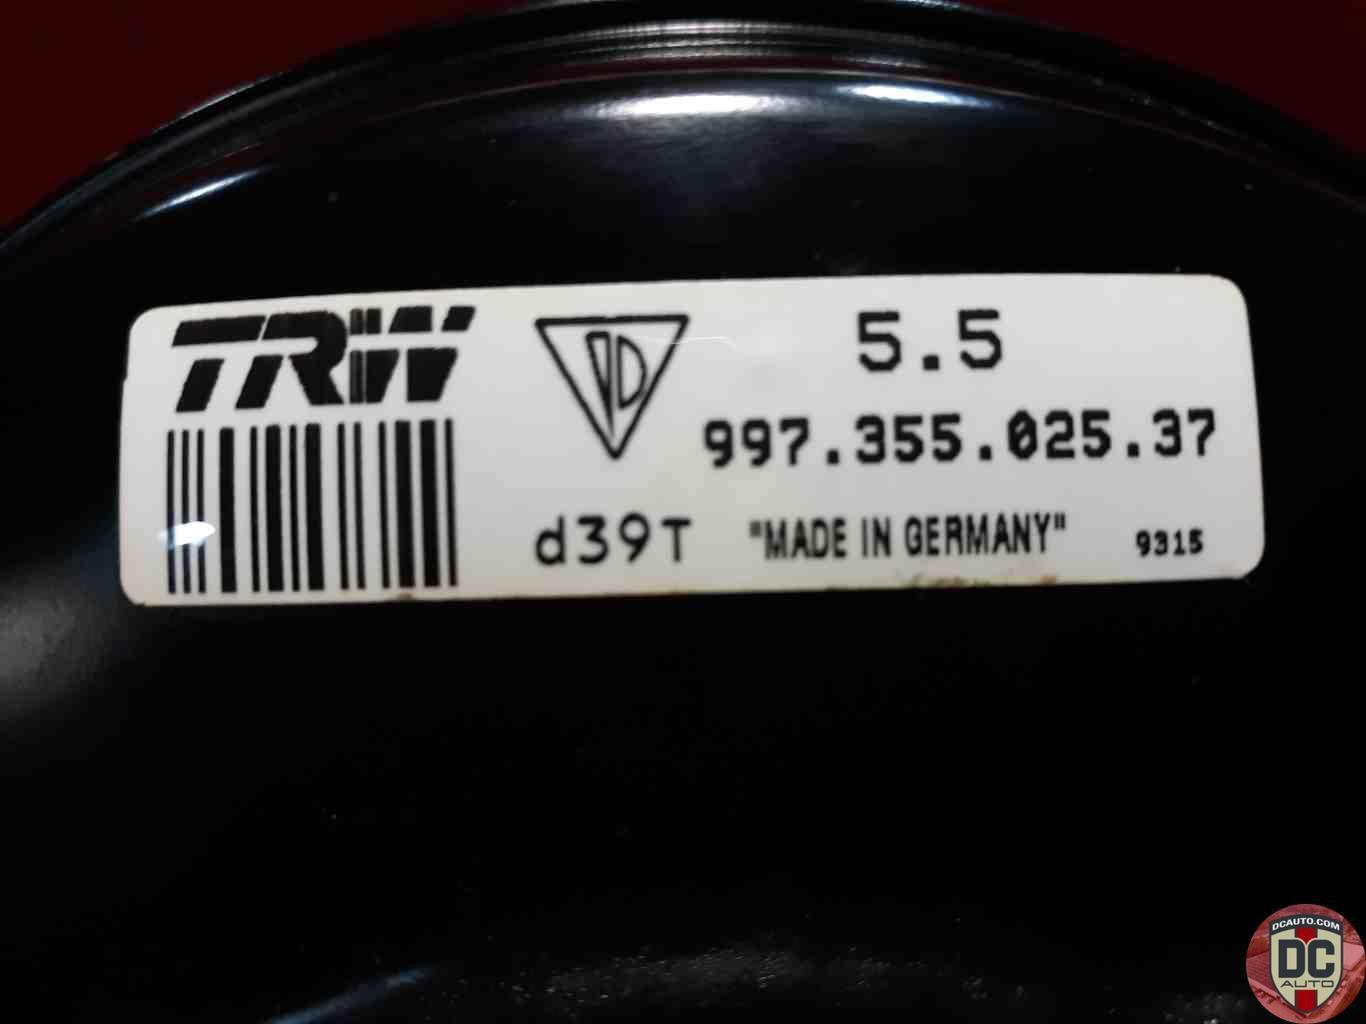 TRW
5.5
997.355.025.37
d39T "MADE IN GERMANY" 9315
DCAUTO.COM
DC
AUTO